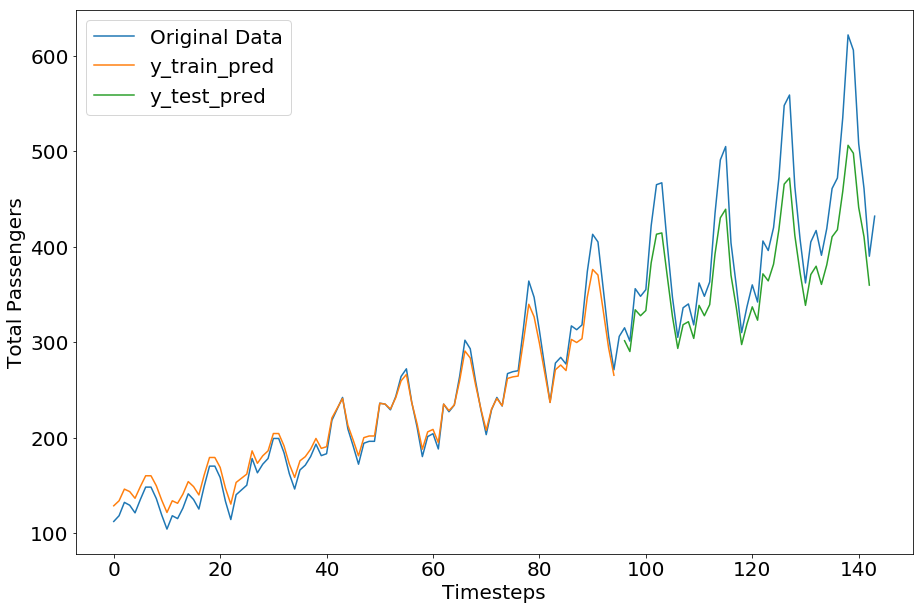 Original Data
y_train_pred
y_test_pred
600
500
400
300
200
100
Total Passengers
0 20 40 60 80 100 120 140
Timesteps